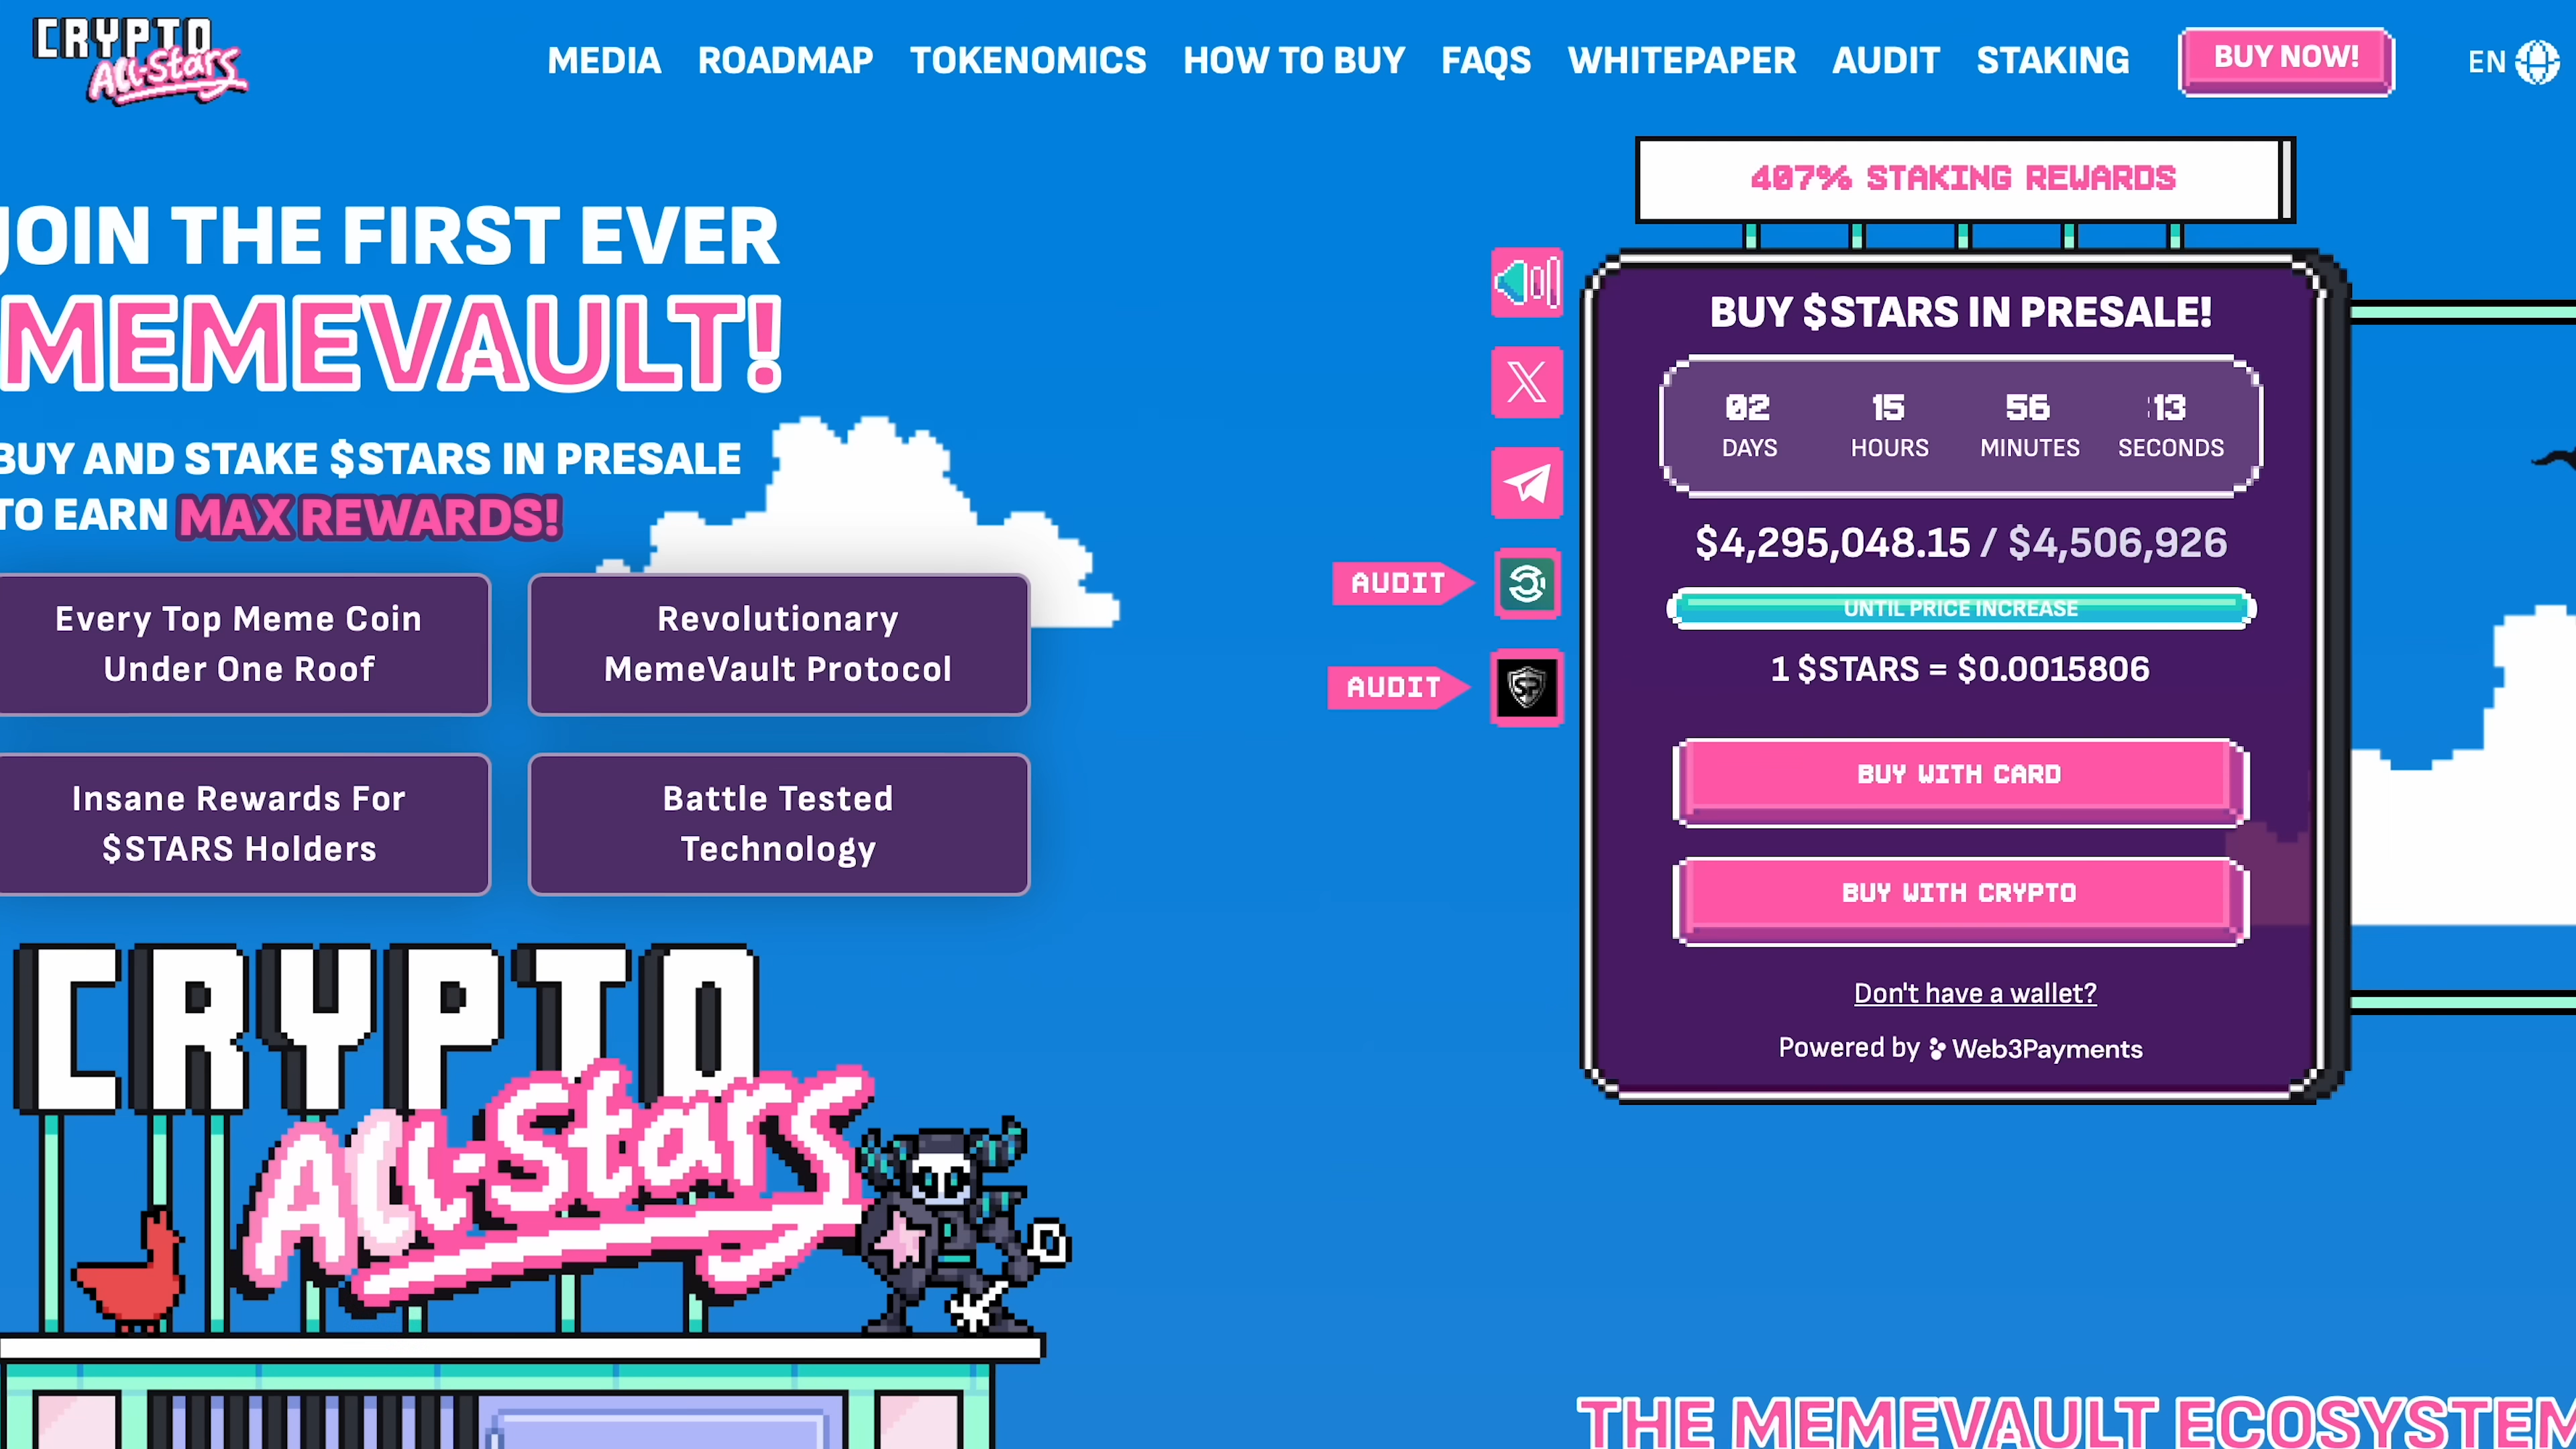 CRYPTO
All-Stars
MEDIA ROADMAP TOKENOMICS HOW TO BUY FAQS WHITEPAPER AUDIT STAKING BUY NOW! EN
JOIN THE FIRST EVER
MEMEVAULT!
BUY AND STAKE $STARS IN PRESALE
TO EARN MAX REWARDS!
Every Top Meme Coin
Under One Roof
Revolutionary
MemeVault Protocol
Insane Rewards For
$STARS Holders
Battle Tested
Technology
CRYPTO
All-Stars
AUDIT
AUDIT
SP
407% STAKING REWARDS
BUY $STARS IN PRESALE!
02 15 56 13
DAYS HOURS MINUTES SECONDS
$4,295,048.15 / $4,506,926
UNTIL PRICE INCREASE
1 $STARS = $0.0015806
BUY WITH CARD
BUY WITH CRYPTO
Don't have a wallet?
Powered by Web3Payments
THE MEMEVAULT ECOSYSTEM